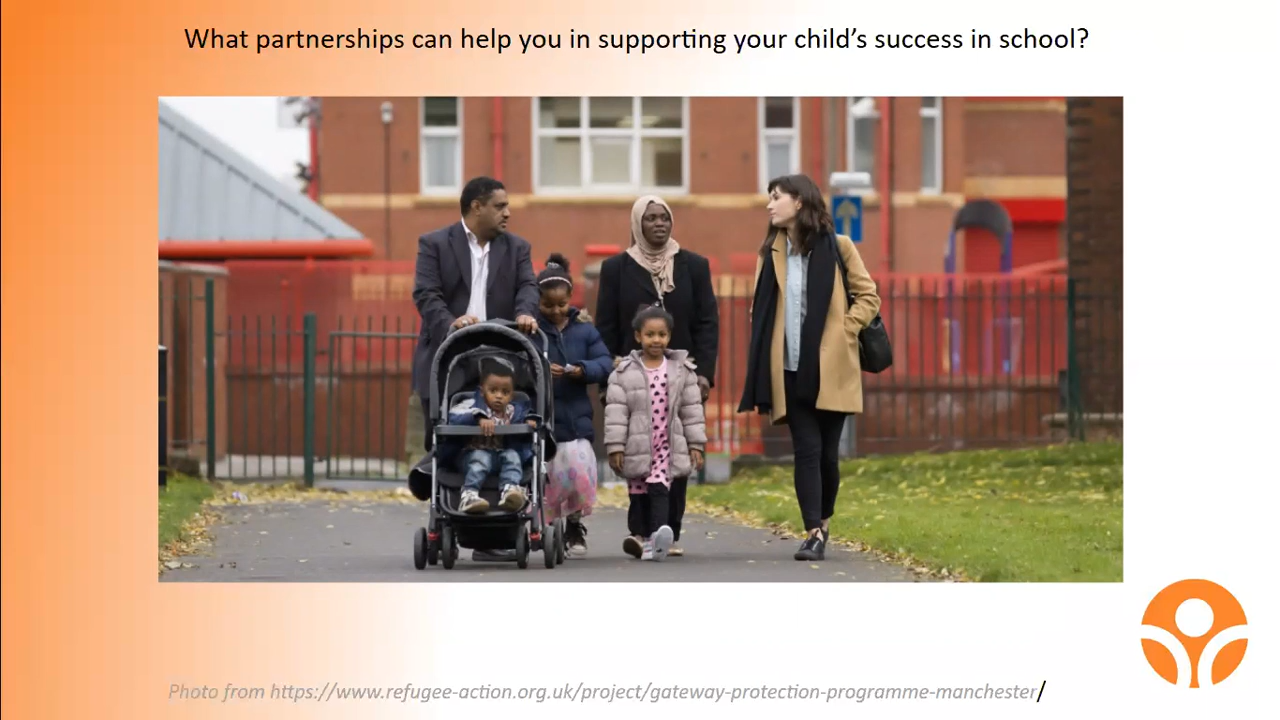 What partnerships can help you in supporting your child's success in school?
Photo from https://www.refugee-action.org.uk/project/gateway-protection-programme-manchester/